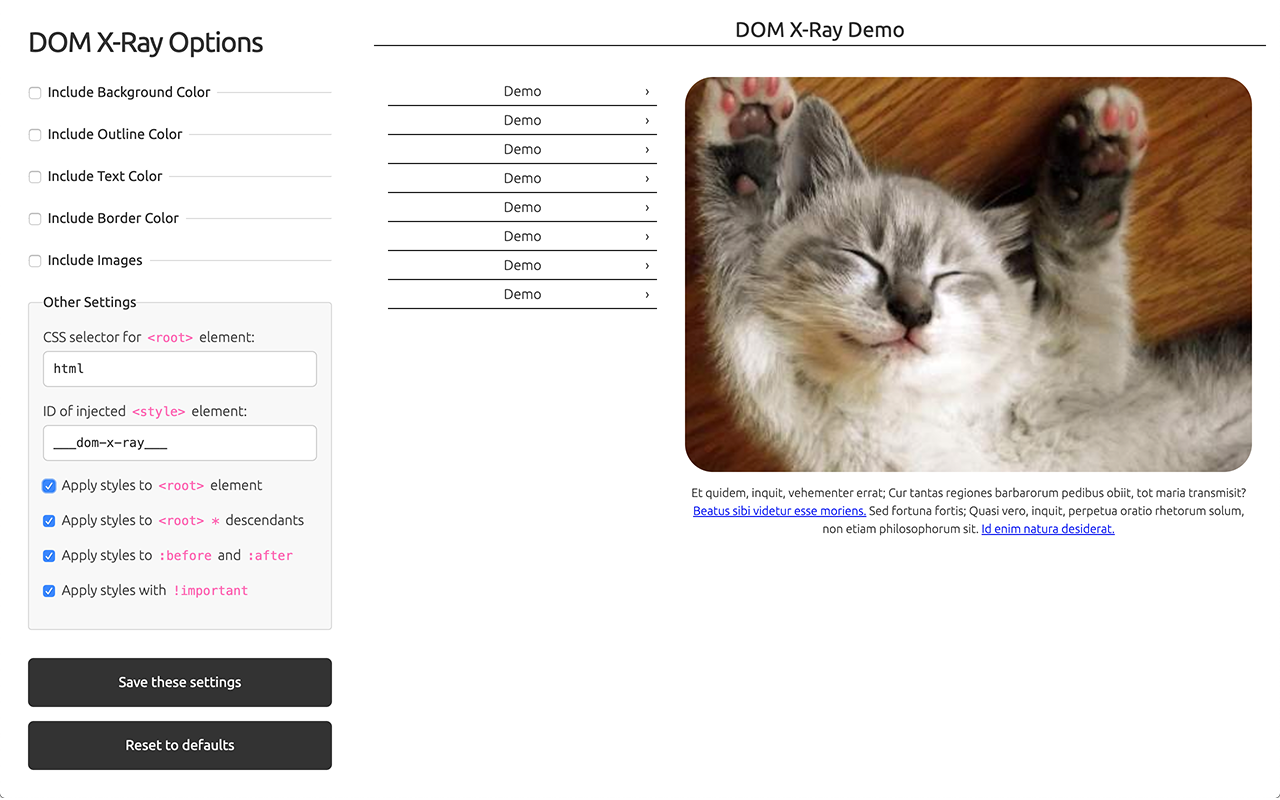 DOM X-Ray Options
Include Background Color
Include Outline Color
Include Text Color
Include Border Color
Include Images
Other Settings
CSS selector for <root> element:
html
ID of injected <style> element:
___dom-x-ray___
Apply styles to <root> element
Apply styles to <root> * descendants
Apply styles to :before and :after
Apply styles with !important
Save these settings
Reset to defaults
DOM X-Ray Demo
Demo ›
Demo ›
Demo ›
Demo ›
Demo ›
Demo ›
Demo ›
Demo ›
Et quidem, inquit, vehementer errat; Cur tantas regiones barbarorum pedibus obiit, tot maria transmisit?
Beatus sibi videtur esse moriens. Sed fortuna fortis; Quasi vero, inquit, perpetua oratio rhetorum solum,
non etiam philosophorum sit. Id enim natura desiderat.